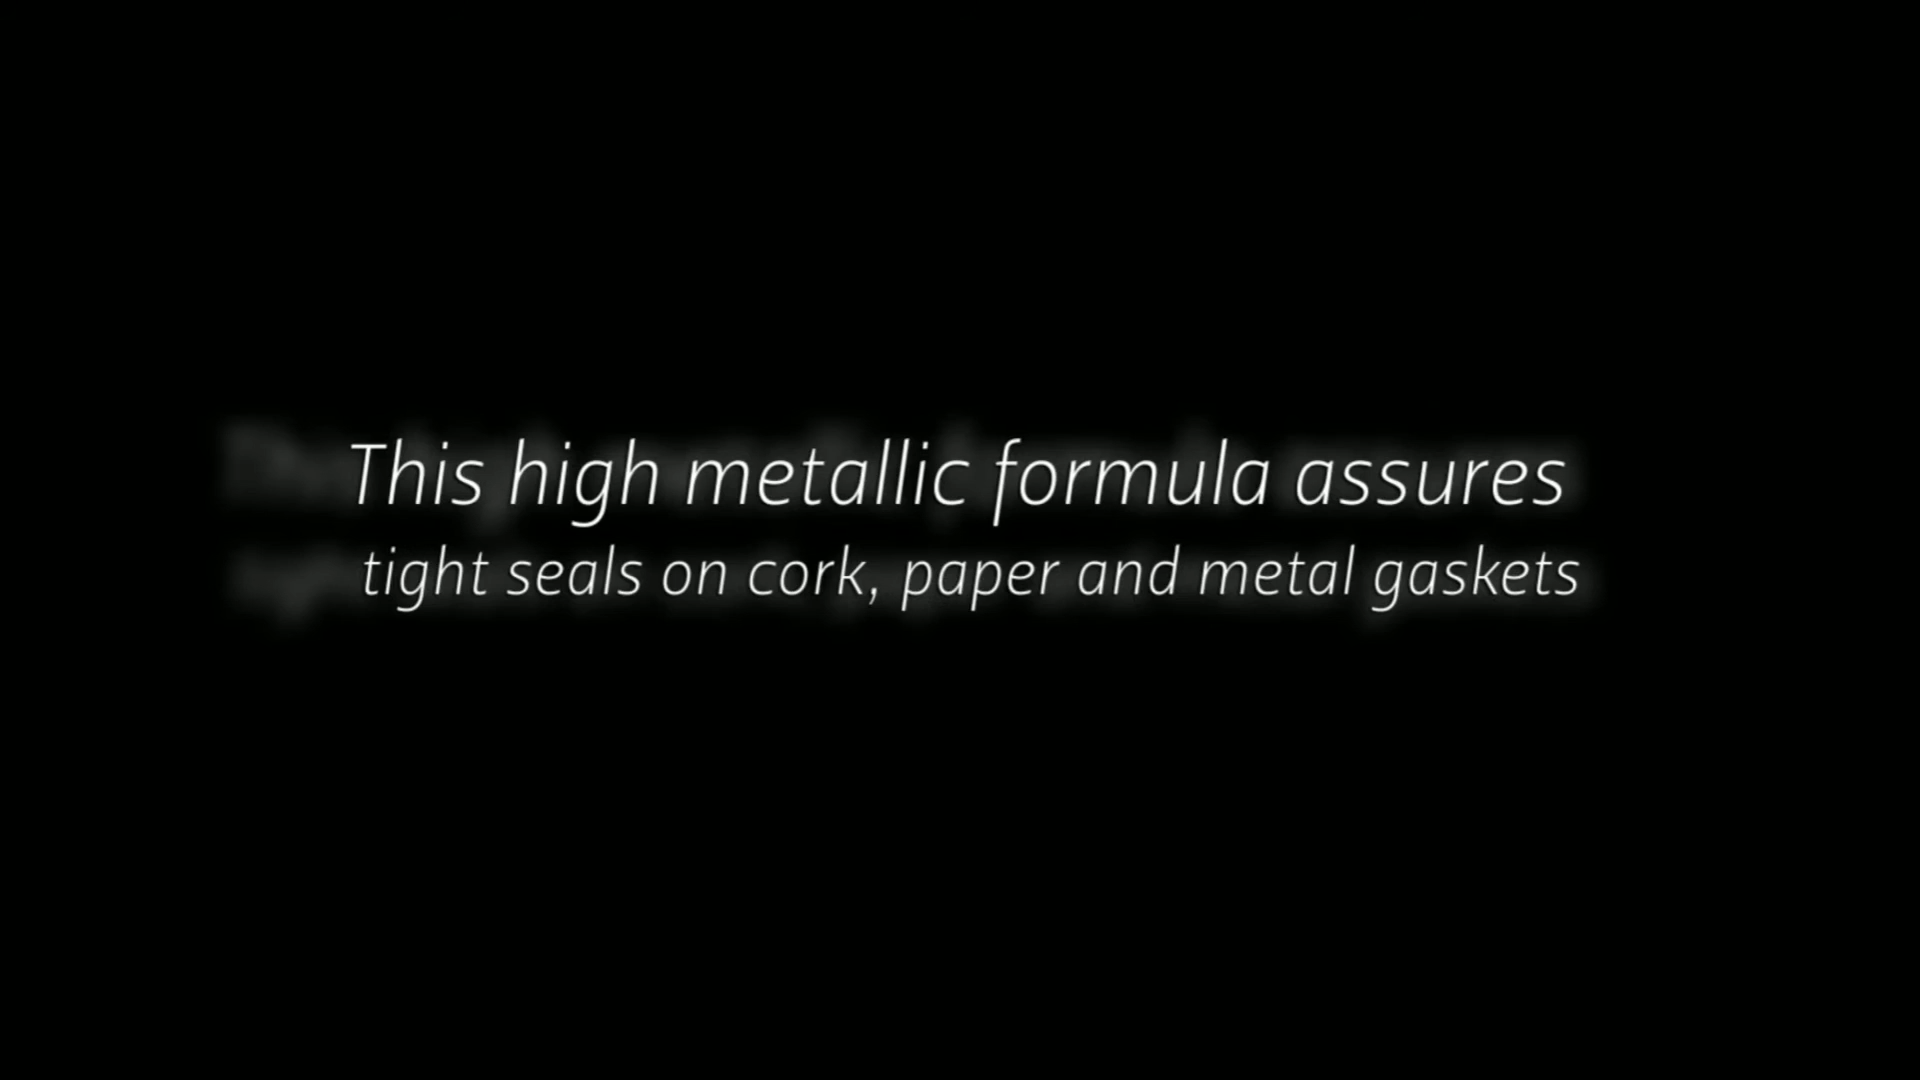 This high metallic formula assures
tight seals on cork, paper and metal gaskets